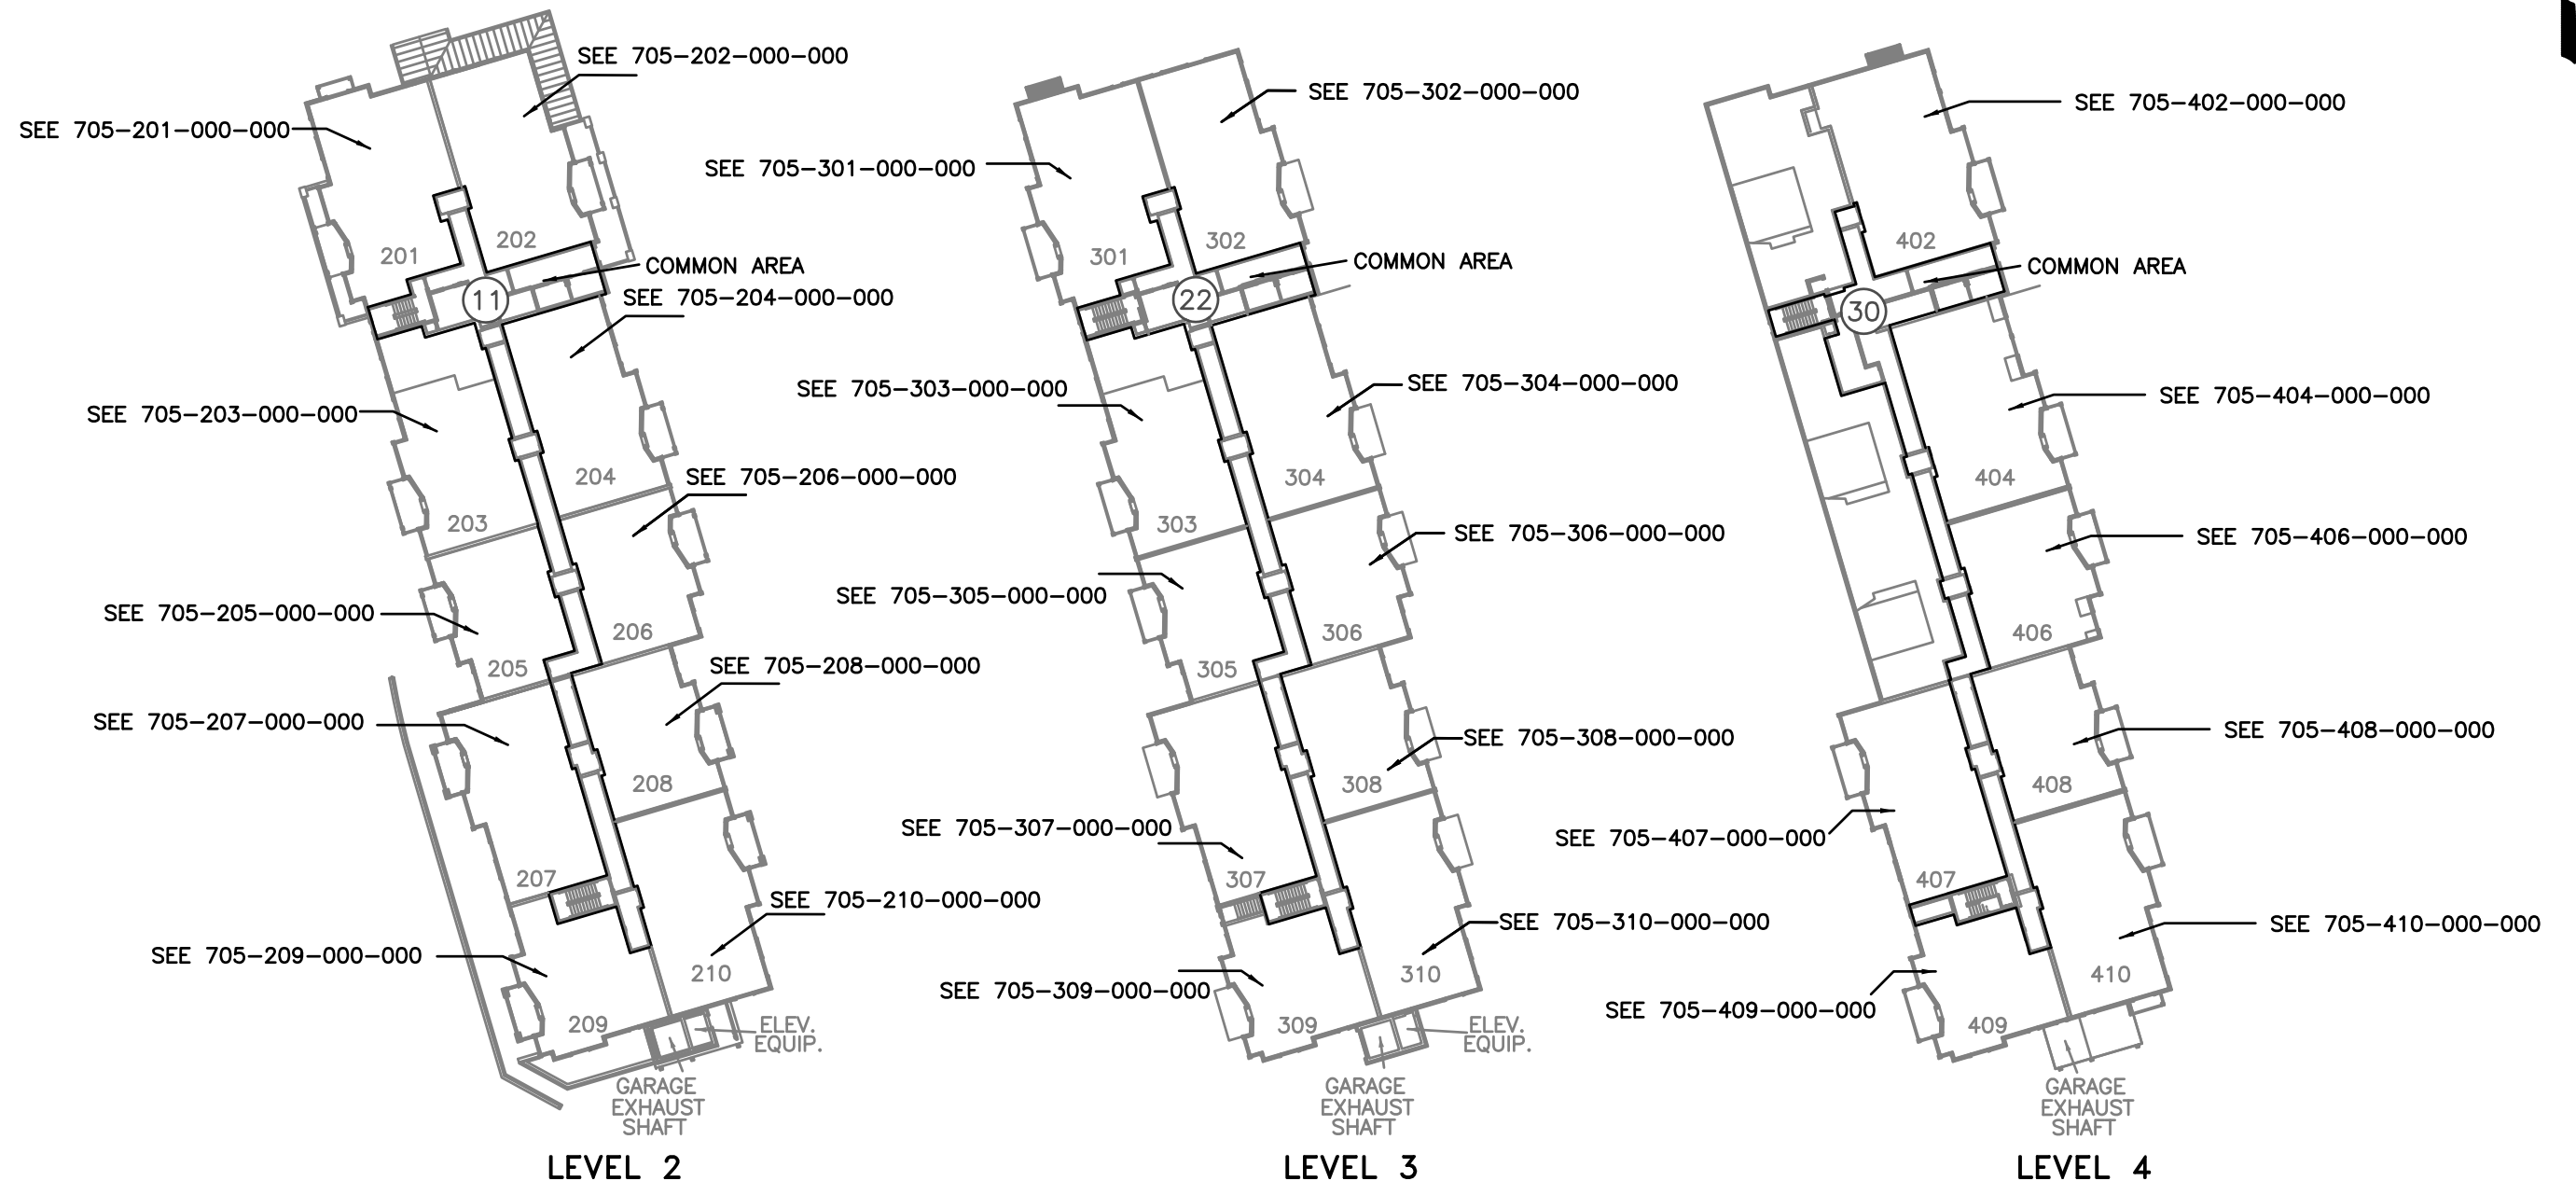 SEE 705-202-000-000
SEE 705-201-000-000
201
202
COMMON AREA
11
SEE 705-204-000-000
SEE 705-203-000-000
204
SEE 705-206-000-000
203
SEE 705-205-000-000
206
205
SEE 705-208-000-000
SEE 705-207-000-000
208
207
SEE 705-210-000-000
SEE 705-209-000-000
210
209
ELEV.
EQUIP.
GARAGE
EXHAUST
SHAFT
LEVEL 2
SEE 705-302-000-000
SEE 705-301-000-000
302
301
COMMON AREA
22
SEE 705-303-000-000
SEE 705-304-000-000
304
303
SEE 705-306-000-000
SEE 705-305-000-000
306
305
SEE 705-308-000-000
308
SEE 705-307-000-000
307
SEE 705-310-000-000
310
SEE 705-309-000-000
309
ELEV.
EQUIP.
GARAGE
EXHAUST
SHAFT
LEVEL 3
SEE 705-402-000-000
402
COMMON AREA
30
SEE 705-404-000-000
404
SEE 705-406-000-000
406
SEE 705-408-000-000
408
SEE 705-407-000-000
407
SEE 705-410-000-000
410
SEE 705-409-000-000
409
GARAGE
EXHAUST
SHAFT
LEVEL 4